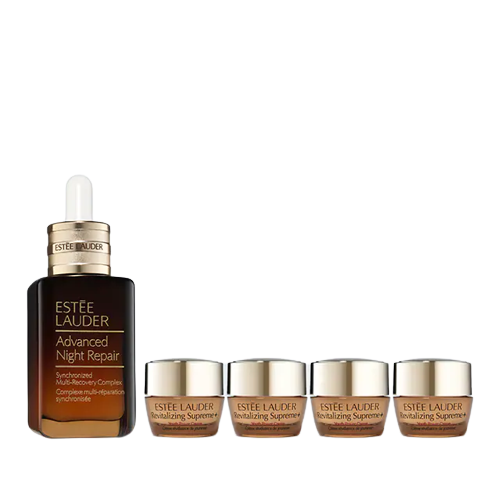 ESTĒE LAUDER
ESTĒE
LAUDER
Advanced
Night Repair
Synchronized
Multi-Recovery Complex
Complexe multi-réparation
synchronisée
ESTĒE LAUDER
Revitalizing Supreme+
ESTĒE LAUDER
Revitalizing Supreme+
ESTĒE LAUDER
Revitalizing Supreme+
ESTĒE LAUDER
Revitalizing Supreme+